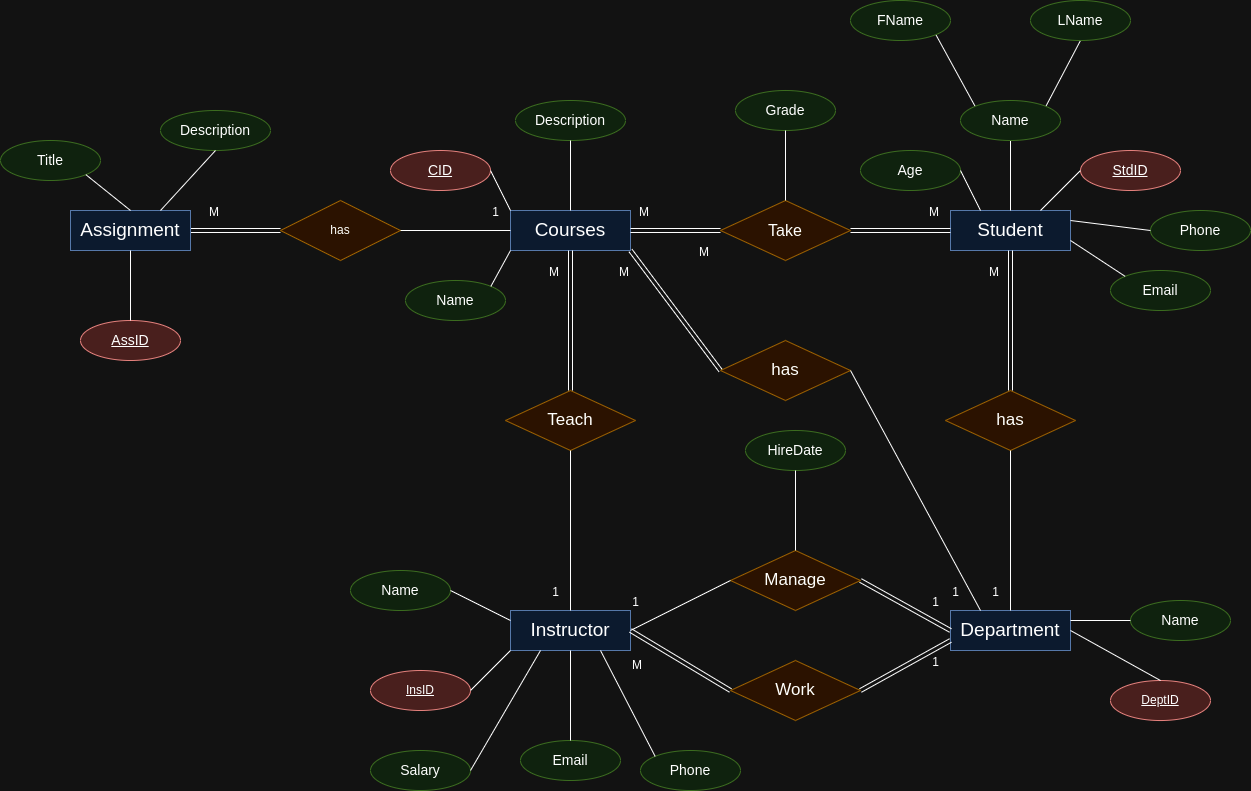 FName
LName
Grade
Description
Name
Description
Title
CID
Age
StdID
M
1
M
M
Assignment
has
Courses
Take
Student
Phone
M
M
M
M
Email
Name
AssID
has
Teach
has
HireDate
Manage
Name
1
1
1
1
1
Instructor
Department
Name
M
1
InsID
Work
DeptID
Salary
Email
Phone